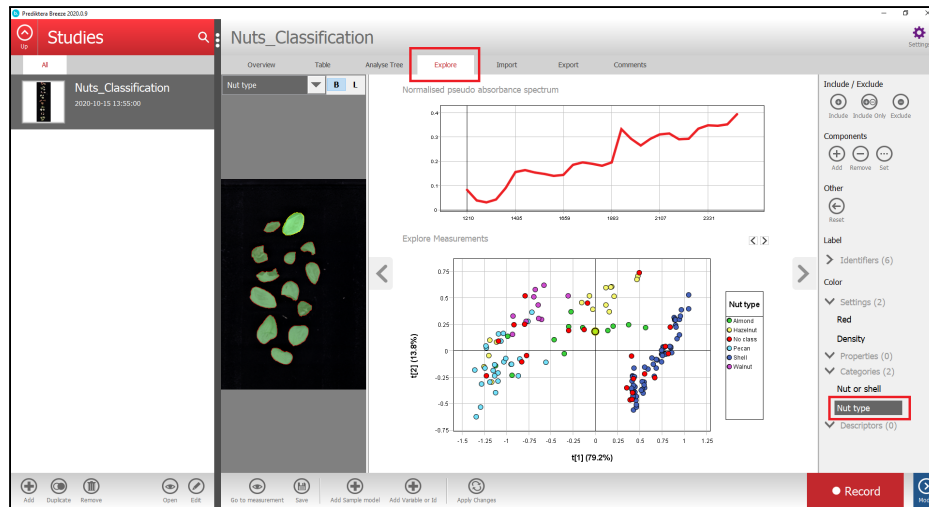 Prediktera Breeze 2020.0.9
Up
Studies
Nuts_Classification
Settings
All
Overview Table Analyse Tree Explore Import Export Comments
Nuts_Classification
2020-10-15 13:55:00
Nut type B L
Normalised pseudo absorbance spectrum
0.4
0.3
0.2
0.1
0
1210 1435 1659 1883 2107 2331
Explore Measurements
0.75
0.5
0.25
0
-0.25
-0.5
-0.75
t[2] (13.8%)
-1.5 -1.25 -1 -0.75 -0.5 -0.25 0 0.25 0.5 0.75 1 1.25
t[1] (79.2%)
Nut type
Almond
Hazelnut
No class
Pecan
Shell
Walnut
Include / Exclude
Include Include Only Exclude
Components
Add Remove Set
Other
Reset
Label
Identifiers (6)
Color
Settings (2)
Red
Density
Properties (0)
Categories (2)
Nut or shell
Nut type
Descriptors (0)
Add Duplicate Remove Open Edit
Go to measurement Save Add Sample model Add Variable or Id Apply Changes
Record